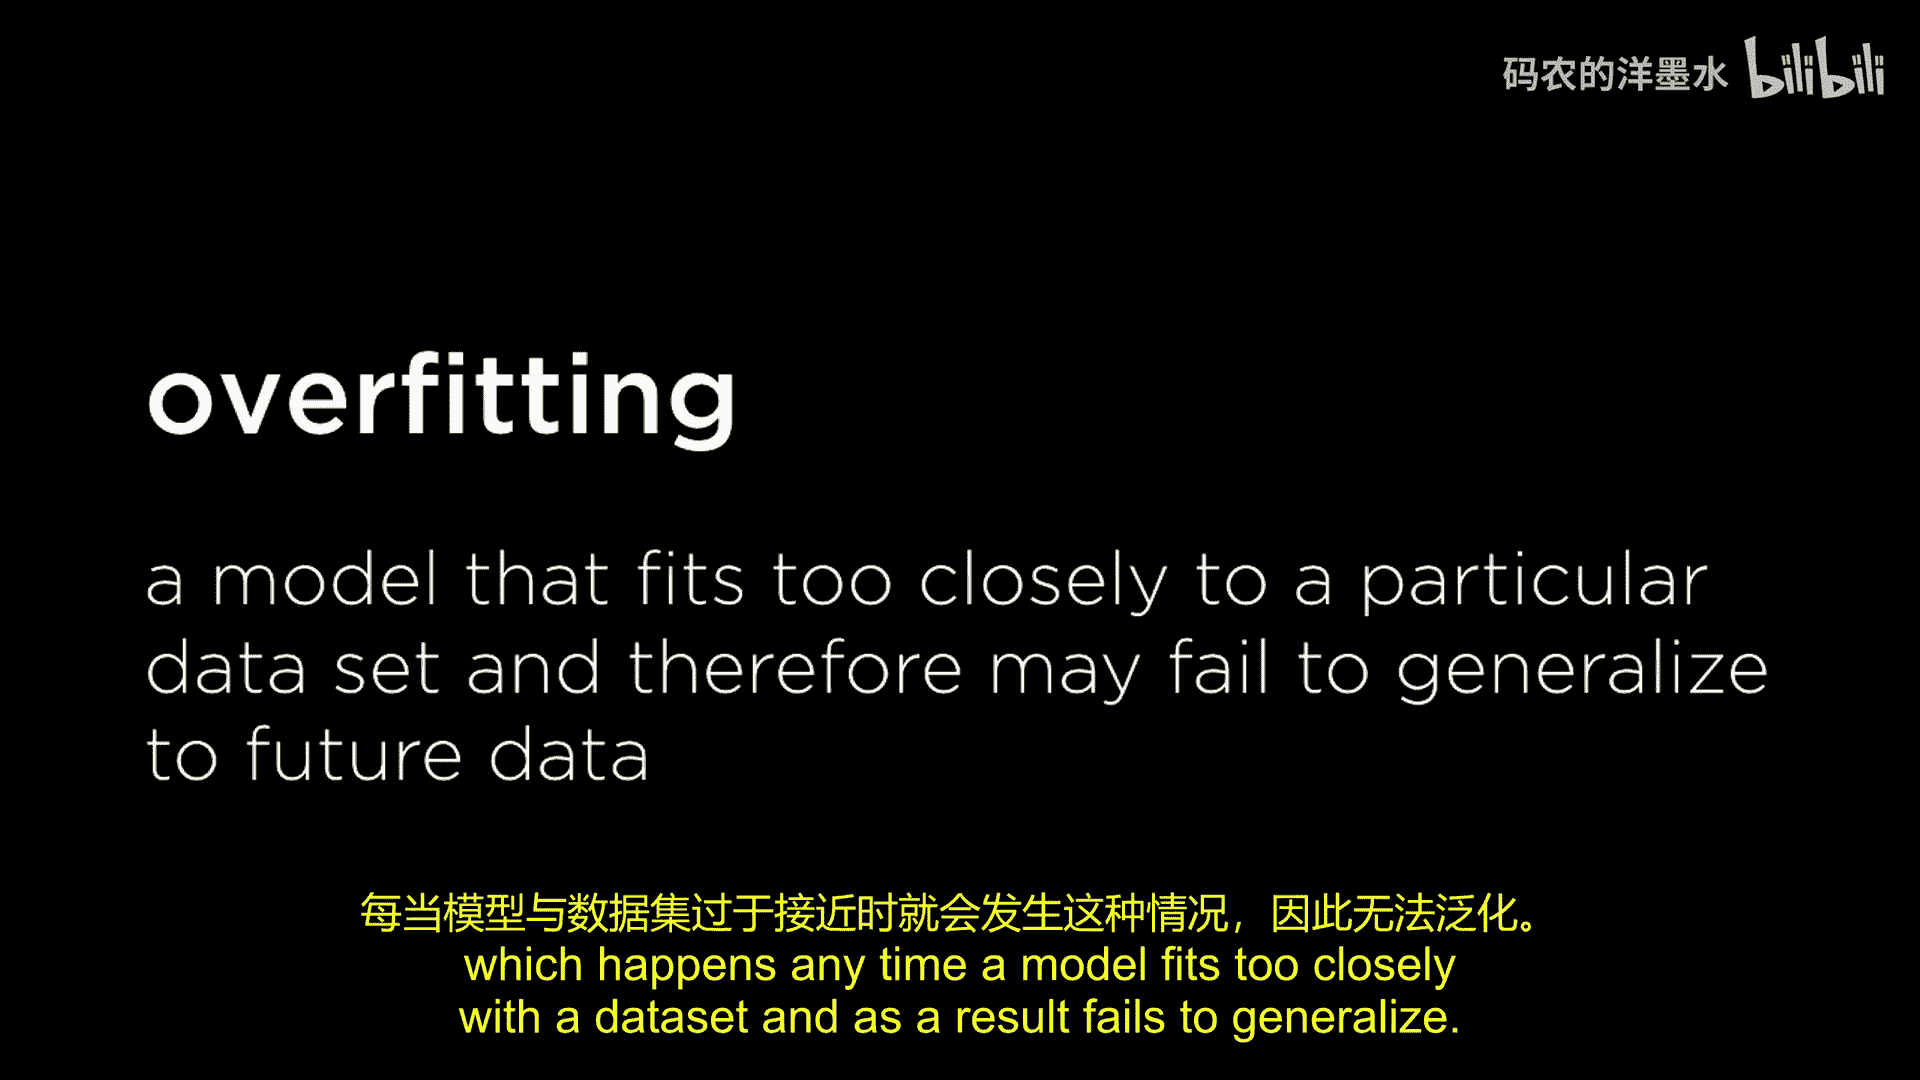 码农的洋墨水 bilibili
overfitting
a model that fits too closely to a particular
data set and therefore may fail to generalize
to future data
每当模型与数据集过于接近时就会发生这种情况，因此无法泛化。
which happens any time a model fits too closely
with a dataset and as a result fails to generalize.